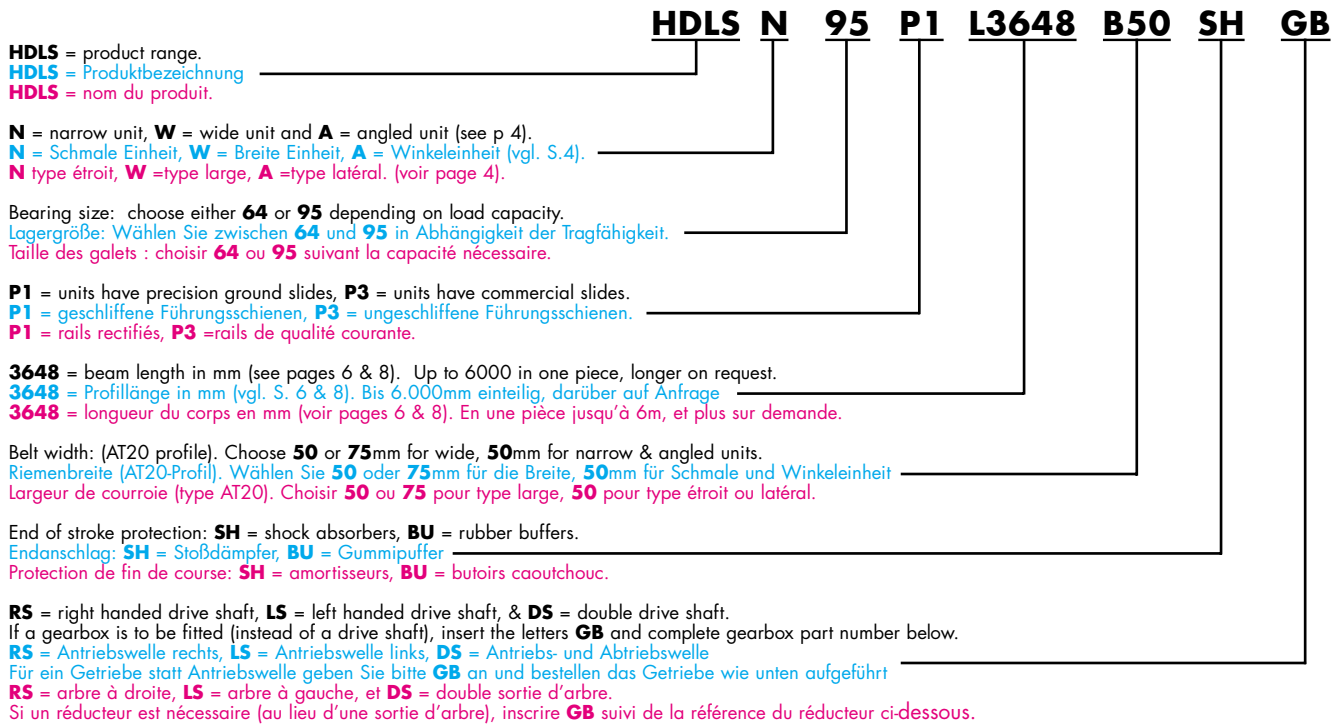 HDLS N 95 P1 L3648 B50 SH GB
HDLS = product range.
HDLS = Produktbezeichnung
HDLS = nom du produit.
N = narrow unit, W = wide unit and A = angled unit (see p 4).
N = Schmale Einheit, W = Breite Einheit, A = Winkeleinheit (vgl. S.4).
N type étroit, W =type large, A =type latéral. (voir page 4).
Bearing size: choose either 64 or 95 depending on load capacity.
Lagergröße: Wählen Sie zwischen 64 und 95 in Abhängigkeit der Tragfähigkeit.
Taille des galets : choisir 64 ou 95 suivant la capacité nécessaire.
P1 = units have precision ground slides, P3 = units have commercial slides.
P1 = geschliffene Führungsschienen, P3 = ungeschliffene Führungsschienen.
P1 = rails rectifiés, P3 =rails de qualité courante.
3648 = beam length in mm (see pages 6 & 8). Up to 6000 in one piece, longer on request.
3648 = Profillänge in mm (vgl. S. 6 & 8). Bis 6.000mm einteilig, darüber auf Anfrage
3648 = longueur du corps en mm (voir pages 6 & 8). En une pièce jusqu'à 6m, et plus sur demande.
Belt width: (AT20 profile). Choose 50 or 75mm for wide, 50mm for narrow & angled units.
Riemenbreite (AT20-Profil). Wählen Sie 50 oder 75mm für die Breite, 50mm für Schmale und Winkeleinheit
Largeur de courroie (type AT20). Choisir 50 ou 75 pour type large, 50 pour type étroit ou latéral.
End of stroke protection: SH = shock absorbers, BU = rubber buffers.
Endanschlag: SH = Stoßdämpfer, BU = Gummipuffer
Protection de fin de course: SH = amortisseurs, BU = butoirs caoutchouc.
RS = right handed drive shaft, LS = left handed drive shaft, & DS = double drive shaft.
If a gearbox is to be fitted (instead of a drive shaft), insert the letters GB and complete gearbox part number below.
RS = Antriebswelle rechts, LS = Antriebswelle links, DS = Antriebs- und Abtriebswelle
Für ein Getriebe statt Antriebswelle geben Sie bitte GB an und bestellen das Getriebe wie unten aufgeführt
RS = arbre à droite, LS = arbre à gauche, et DS = double sortie d'arbre.
Si un réducteur est nécessaire (au lieu d'une sortie d'arbre), inscrire GB suivi de la référence du réducteur ci-dessous.